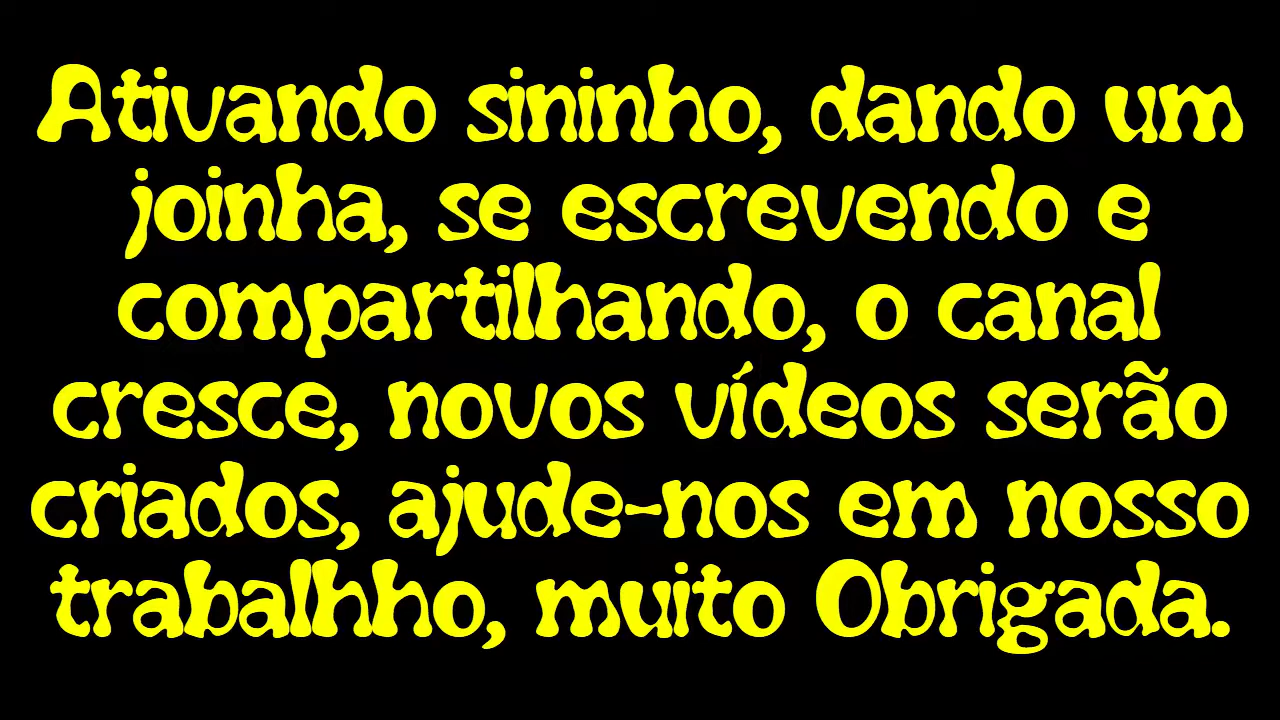 Ativando sininho, dando um
joinha, se escrevendo e
compartilhando, o canal
cresce, novos vídeos serão
criados, ajude-nos em nosso
trabalhho, muito Obrigada.